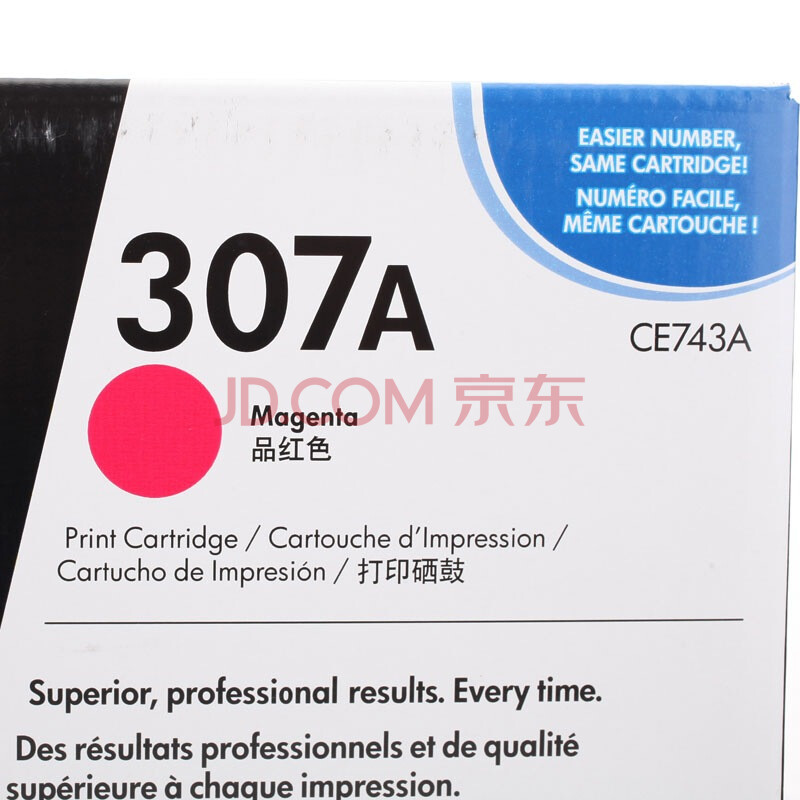 EASIER NUMBER,
SAME CARTRIDGE!
NUMÉRO FACILE,
MÊME CARTOUCHE !
307A
CE743A
JD.COM 京东
Magenta
品红色
Print Cartridge / Cartouche d'Impression /
Cartucho de Impresión / 打印硒鼓
Superior, professional results. Every time.
Des résultats professionnels et de qualité
supérieure à chaque impression.